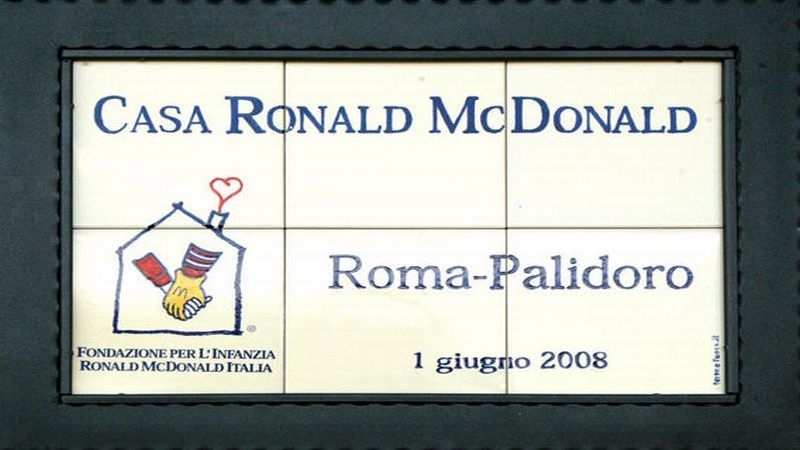 Casa Ronald McDonald
Roma-Palidoro
1 giugno 2008
®
Fondazione per l'Infanzia
Ronald McDonald Italia